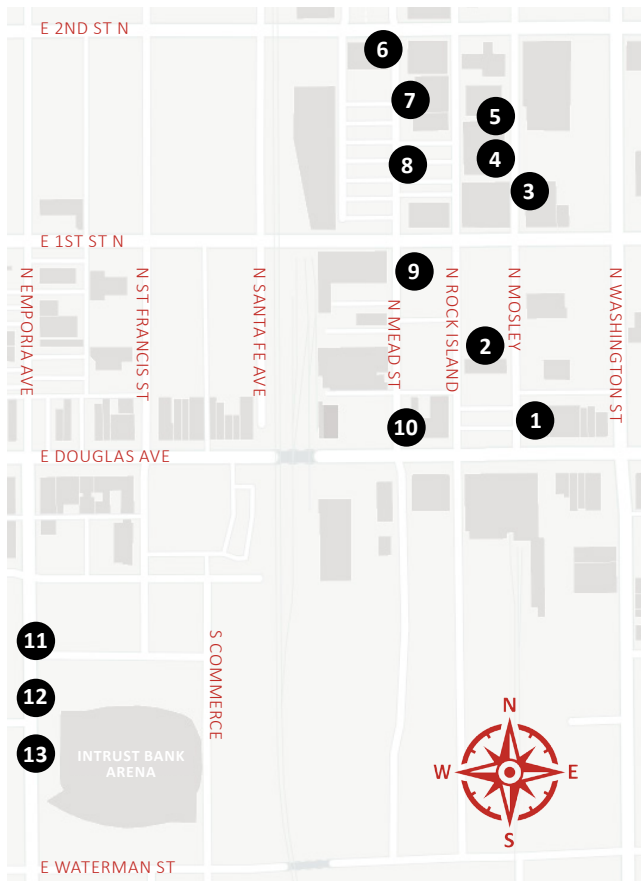 E 2ND ST N
6
7
5
8
4
3
E 1ST ST N
9
N EMPORIA AVE
N ST FRANCIS ST
N SANTA FE AVE
N MEAD ST
N ROCK ISLAND
N MOSLEY
N WASHINGTON ST
2
10
1
E DOUGLAS AVE
11
S COMMERCE
12
13
INTRUST BANK
ARENA
N
W
E
S
E WATERMAN ST